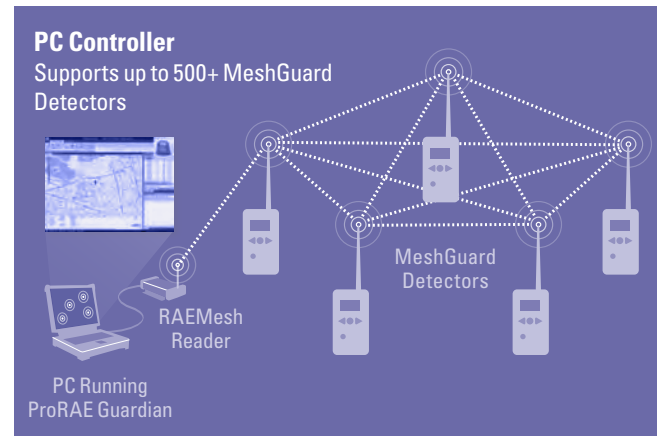 PC Controller
Supports up to 500+ MeshGuard
Detectors
MeshGuard
Detectors
RAEMesh
Reader
PC Running
ProRAE Guardian